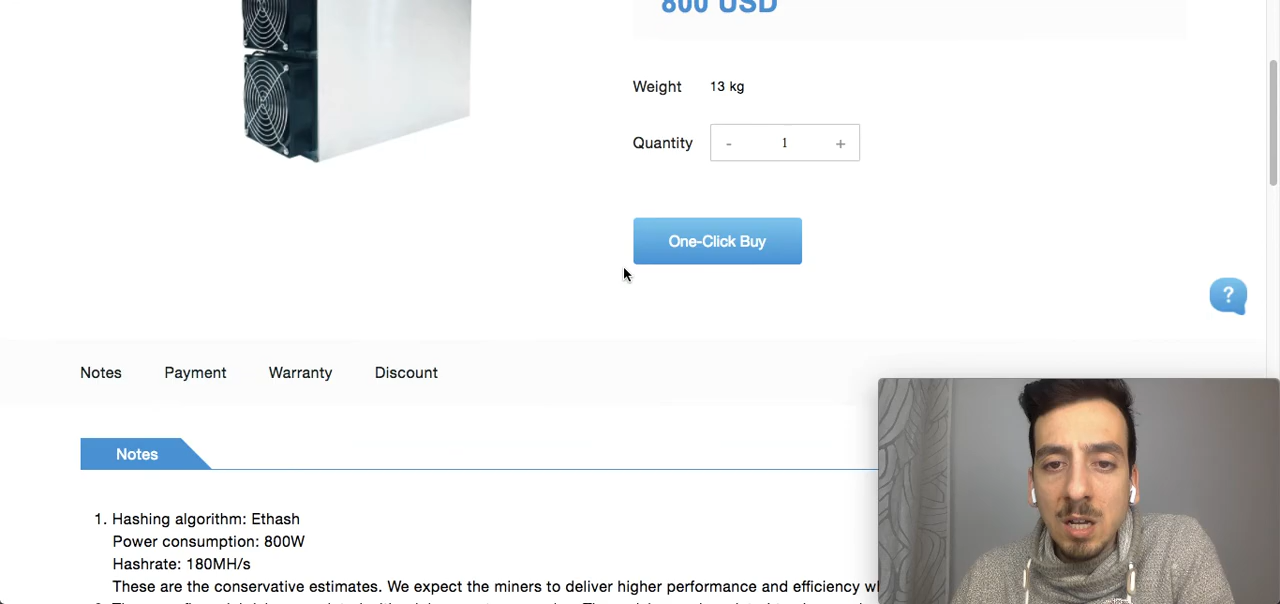 800 USD
Weight 13 kg
Quantity - 1 +
One-Click Buy
?
Notes Payment Warranty Discount
Notes
1. Hashing algorithm: Ethash
Power consumption: 800W
Hashrate: 180MH/s
These are the conservative estimates. We expect the miners to deliver higher performance and efficiency